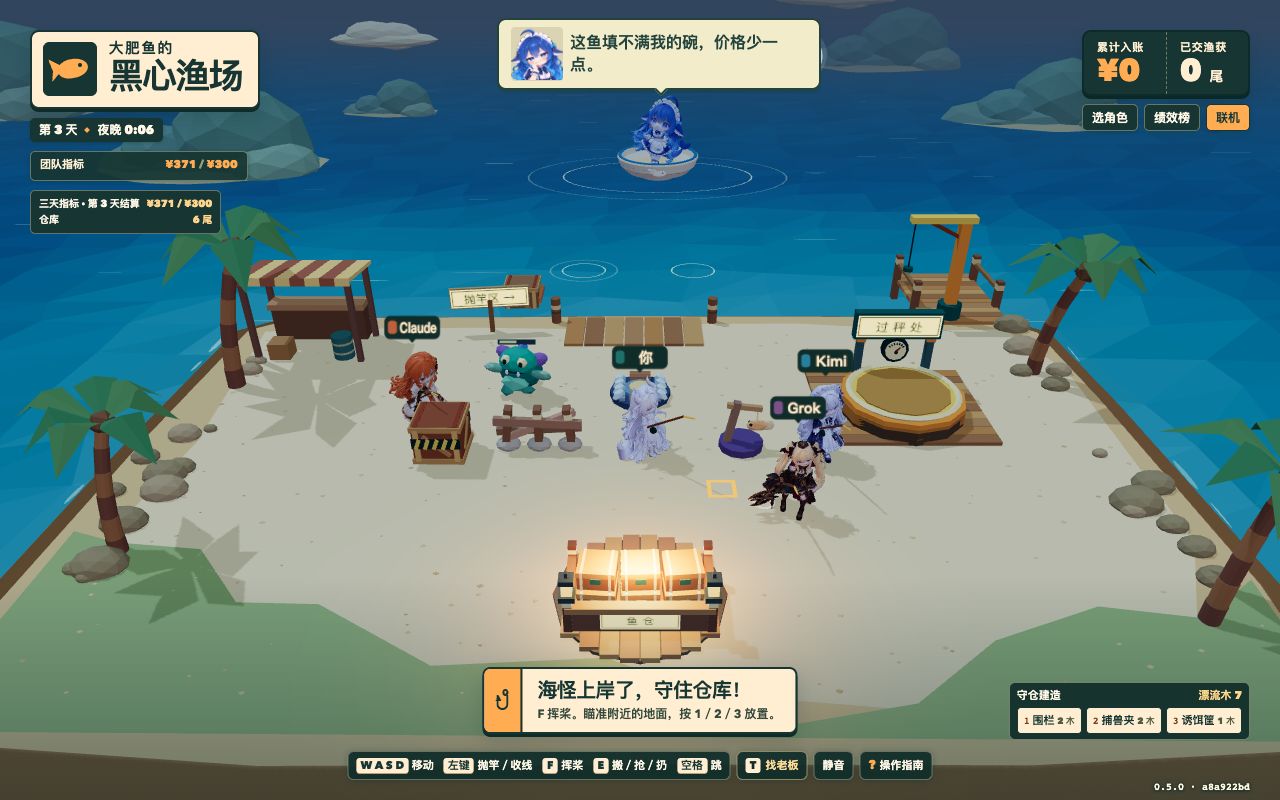 大肥鱼的
黑心渔场
第 3 天 • 夜晚 0:06
团队指标 ¥371 / ¥300
三天指标 • 第 3 天结算 ¥371 / ¥300
仓库 6 尾
这鱼填不满我的碗，价格少一
点。
累计入账 已交渔获
¥0 0 尾
选角色 绩效榜 联机
抛竿区 →
过秤处
Claude
你
Kimi
Grok
鱼仓
海怪上岸了，守住仓库！
F 挥桨。瞄准附近的地面，按 1 / 2 / 3 放置。
守仓建造 漂流木 7
1 围栏 2 木 2 捕兽夹 2 木 3 诱饵筐 1 木
W A S D 移动 左键 抛竿 / 收线 F 挥桨 E 搬 / 抢 / 扔 空格 跳 T 找老板 静音 ? 操作指南
0.5.0 · a8a922bd